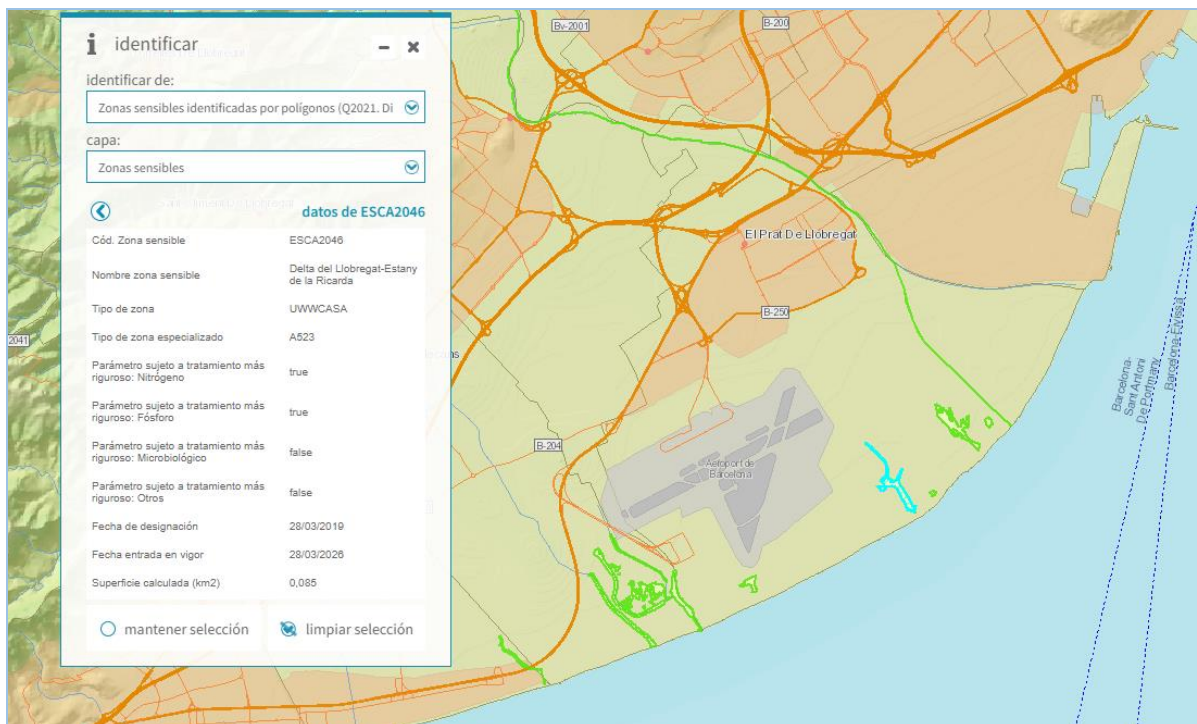 identificar
identificar de:
Zonas sensibles identificadas por polígonos (Q2021. Di
capa:
Zonas sensibles
datos de ESCA2046
Cód. Zona sensible ESCA2046
Nombre zona sensible Delta del Llobregat-Estany
de la Ricarda
Tipo de zona UWWCASA
Tipo de zona especializado A523
Parámetro sujeto a tratamiento más
riguroso: Nitrógeno true
Parámetro sujeto a tratamiento más
riguroso: Fósforo true
Parámetro sujeto a tratamiento más
riguroso: Microbiológico false
Parámetro sujeto a tratamiento más
riguroso: Otros false
Fecha de designación 28/03/2019
Fecha entrada en vigor 28/03/2026
Superficie calculada (km2) 0,085
mantener selección limpiar selección
Bv-2001
B-200
El Prat De Llobregat
B-250
B-204
Aeroport de
Barcelona
2041
Barcelona-
Sant Antoni
De Portmany
Barcelona-Eivissa